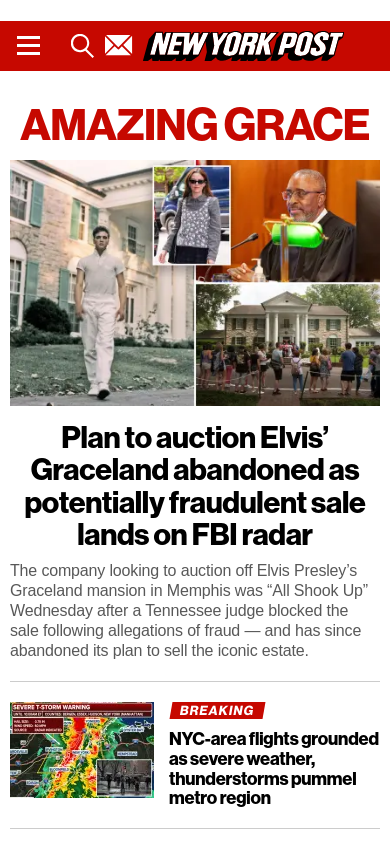 NEW YORK POST
AMAZING GRACE
Plan to auction Elvis’
Graceland abandoned as
potentially fraudulent sale
lands on FBI radar
The company looking to auction off Elvis Presley’s
Graceland mansion in Memphis was “All Shook Up”
Wednesday after a Tennessee judge blocked the
sale following allegations of fraud — and has since
abandoned its plan to sell the iconic estate.
SEVERE T-STORM WARNING
BREAKING
NYC-area flights grounded
as severe weather,
thunderstorms pummel
metro region